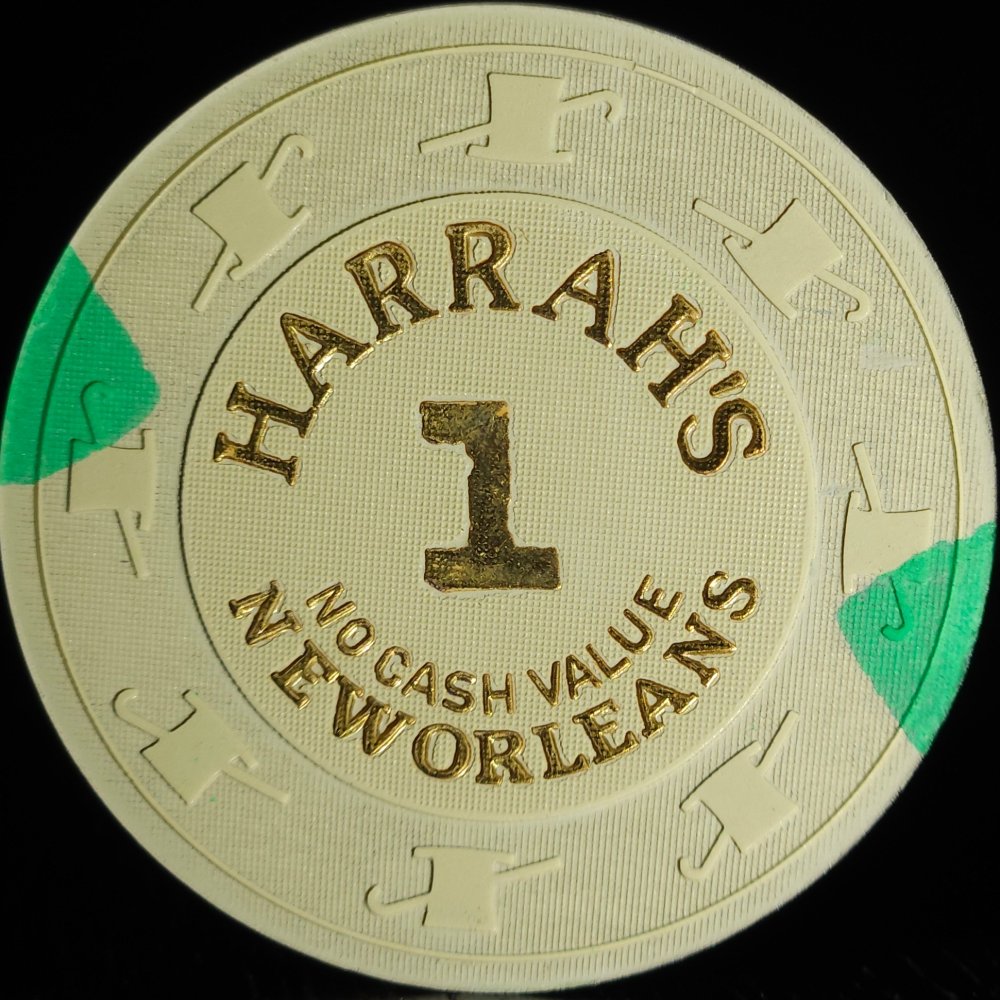 HARRAH'S
1
NO CASH VALUE
NEW ORLEANS